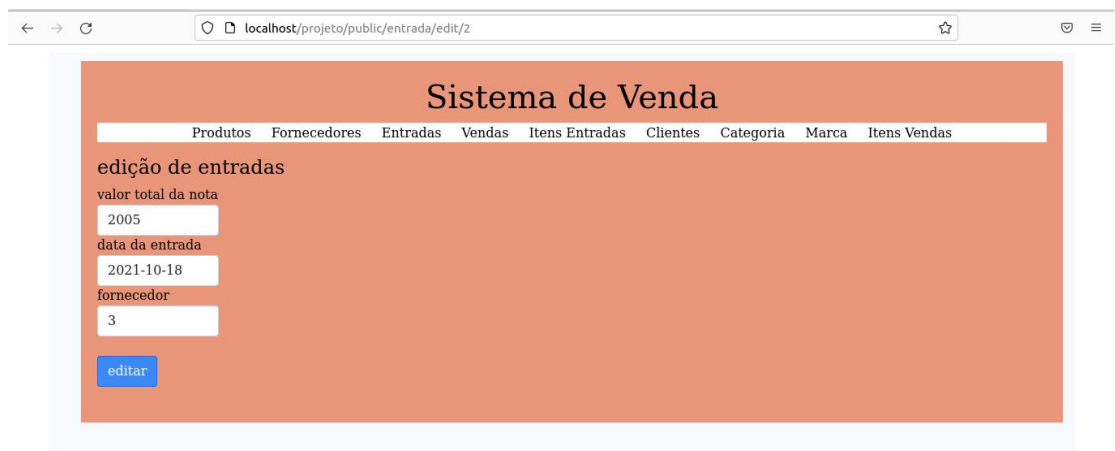 localhost/projeto/public/entrada/edit/2
Sistema de Venda
Produtos Fornecedores Entradas Vendas Itens Entradas Clientes Categoria Marca Itens Vendas
edição de entradas
valor total da nota
2005
data da entrada
2021-10-18
fornecedor
3
editar